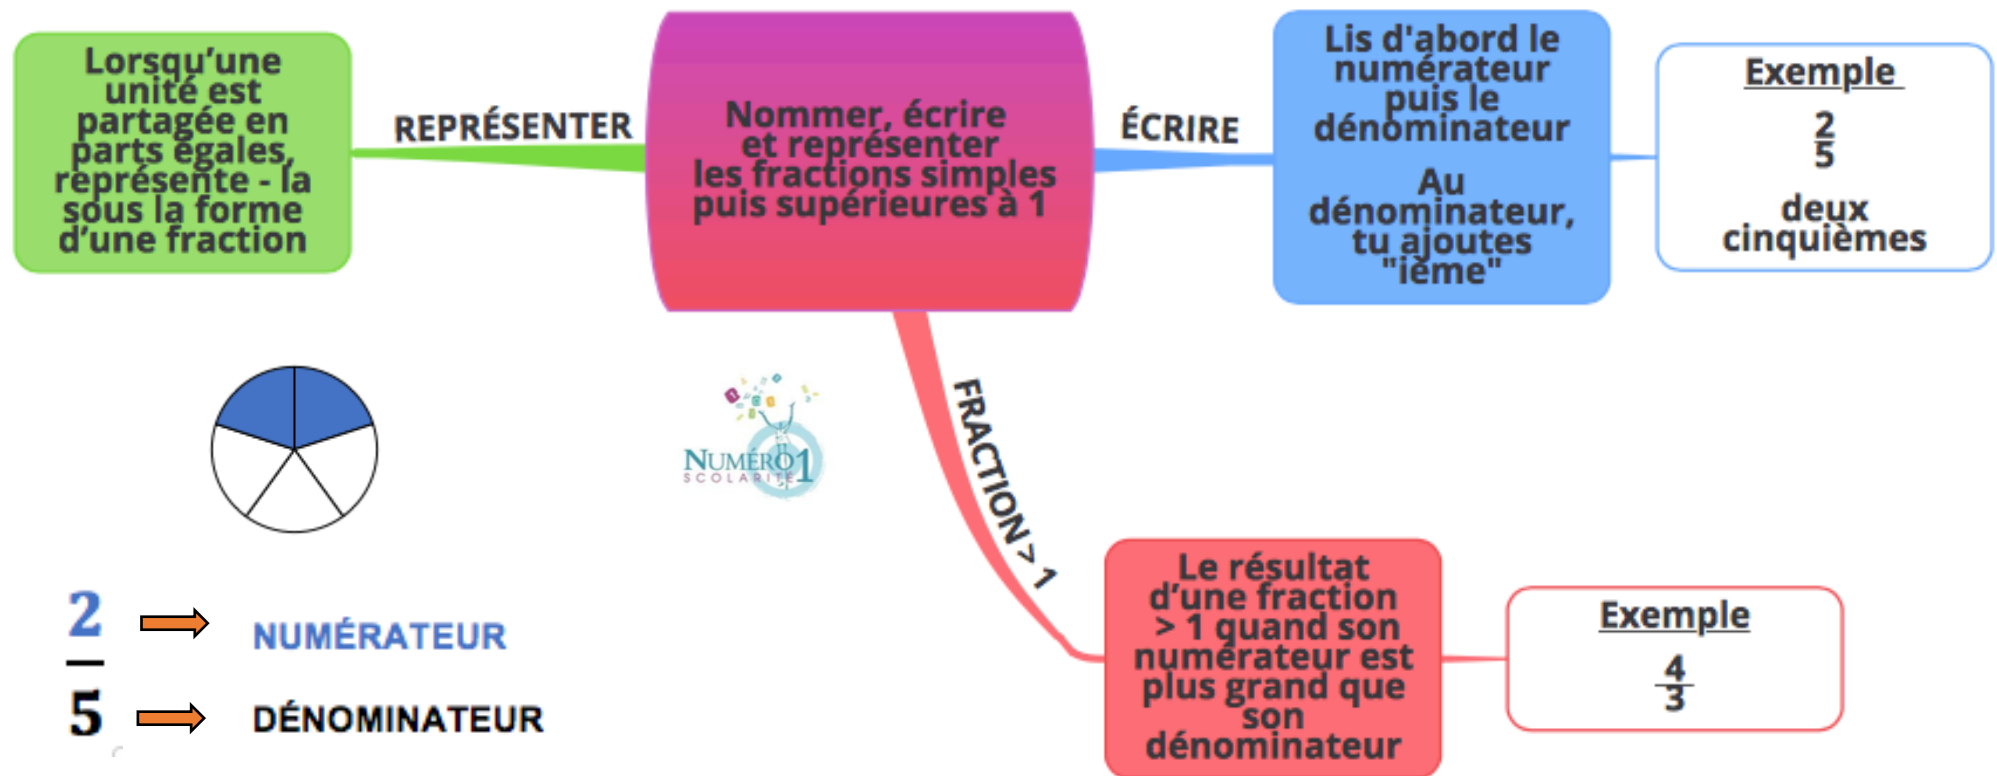 Lorsqu’une
unité est
partagée en
parts égales,
représente - la
sous la forme
d’une fraction
REPRÉSENTER
Nommer, écrire
et représenter
les fractions simples
puis supérieures à 1
ÉCRIRE
Lis d'abord le
numérateur
puis le
dénominateur
Au
dénominateur,
tu ajoutes
"ième"
Exemple
2
5
deux
cinquièmes
NUMÉRO 1
SCOLARITÉ
FRACTION > 1
2
NUMÉRATEUR
5
DÉNOMINATEUR
Le résultat
d’une fraction
> 1 quand son
numérateur est
plus grand que
son
dénominateur
Exemple
4
3